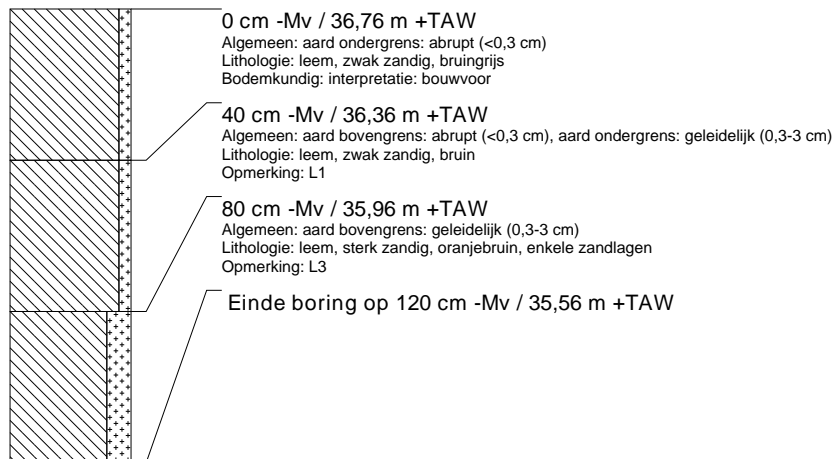 0 cm -Mv / 36,76 m +TAW
Algemeen: aard ondergrens: abrupt (<0,3 cm)
Lithologie: leem, zwak zandig, bruingrijs
Bodemkundig: interpretatie: bouwvoor
40 cm -Mv / 36,36 m +TAW
Algemeen: aard bovengrens: abrupt (<0,3 cm), aard ondergrens: geleidelijk (0,3-3 cm)
Lithologie: leem, zwak zandig, bruin
Opmerking: L1
80 cm -Mv / 35,96 m +TAW
Algemeen: aard bovengrens: geleidelijk (0,3-3 cm)
Lithologie: leem, sterk zandig, oranjebruin, enkele zandlagen
Opmerking: L3
Einde boring op 120 cm -Mv / 35,56 m +TAW